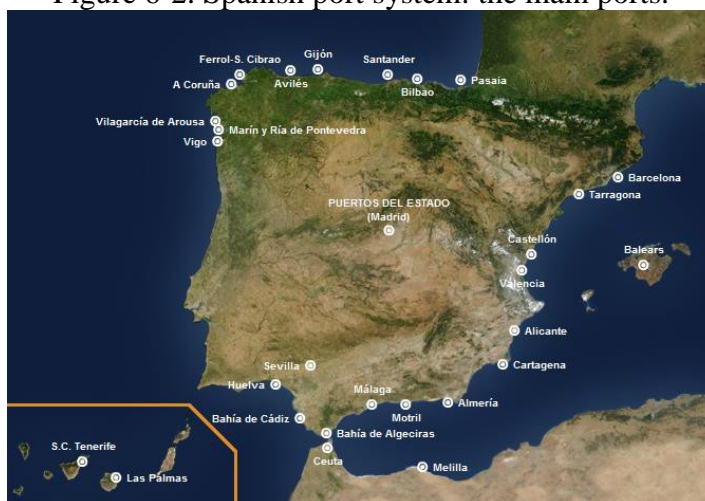 Figure 6-2. Spanish port system: the main ports.
Gijón
Ferrol-S. Cibrao
Santander
A Coruña
Avilés
Bilbao
Pasaia
Vilagarcía de Arousa
Marín y Ría de Pontevedra
Vigo
Barcelona
Tarragona
PUERTOS DEL ESTADO
(Madrid)
Castellón
Balears
Valencia
Alicante
Sevilla
Cartagena
Huelva
Málaga
Almería
Motril
Bahía de Cádiz
Bahía de Algeciras
S.C. Tenerife
Ceuta
Melilla
Las Palmas